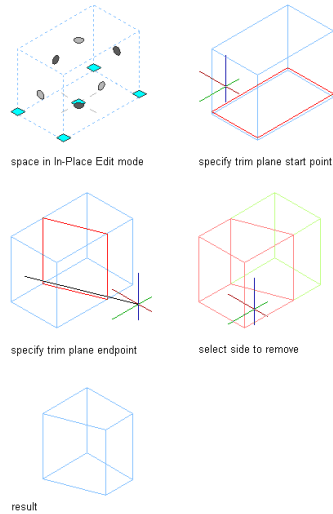 space in In-Place Edit mode
specify trim plane start point
specify trim plane endpoint
select side to remove
result